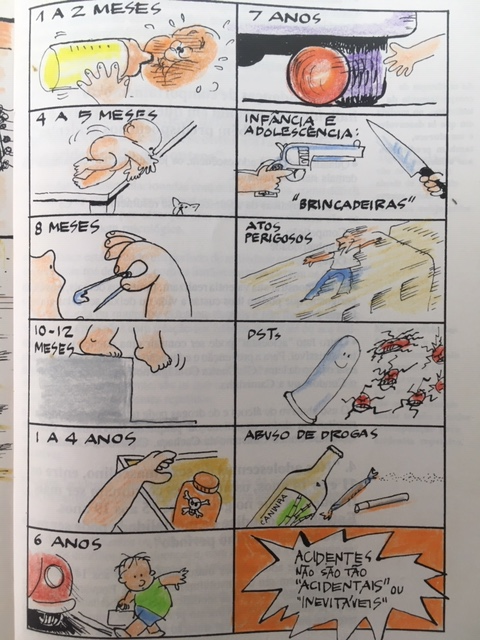 1 A 2 MESES
7 ANOS
4 A 5 MESES
INFÂNCIA E
ADOLESCÊNCIA:
"BRINCADEIRAS"
8 MESES
ATOS
PERIGOSOS
10-12
MESES
DSTs
1 A 4 ANOS
ABUSO DE DROGAS
CANINHA
6 ANOS
ACIDENTES
NÃO SÃO TÃO
"ACIDENTAIS" OU
"INEVITÁVEIS"